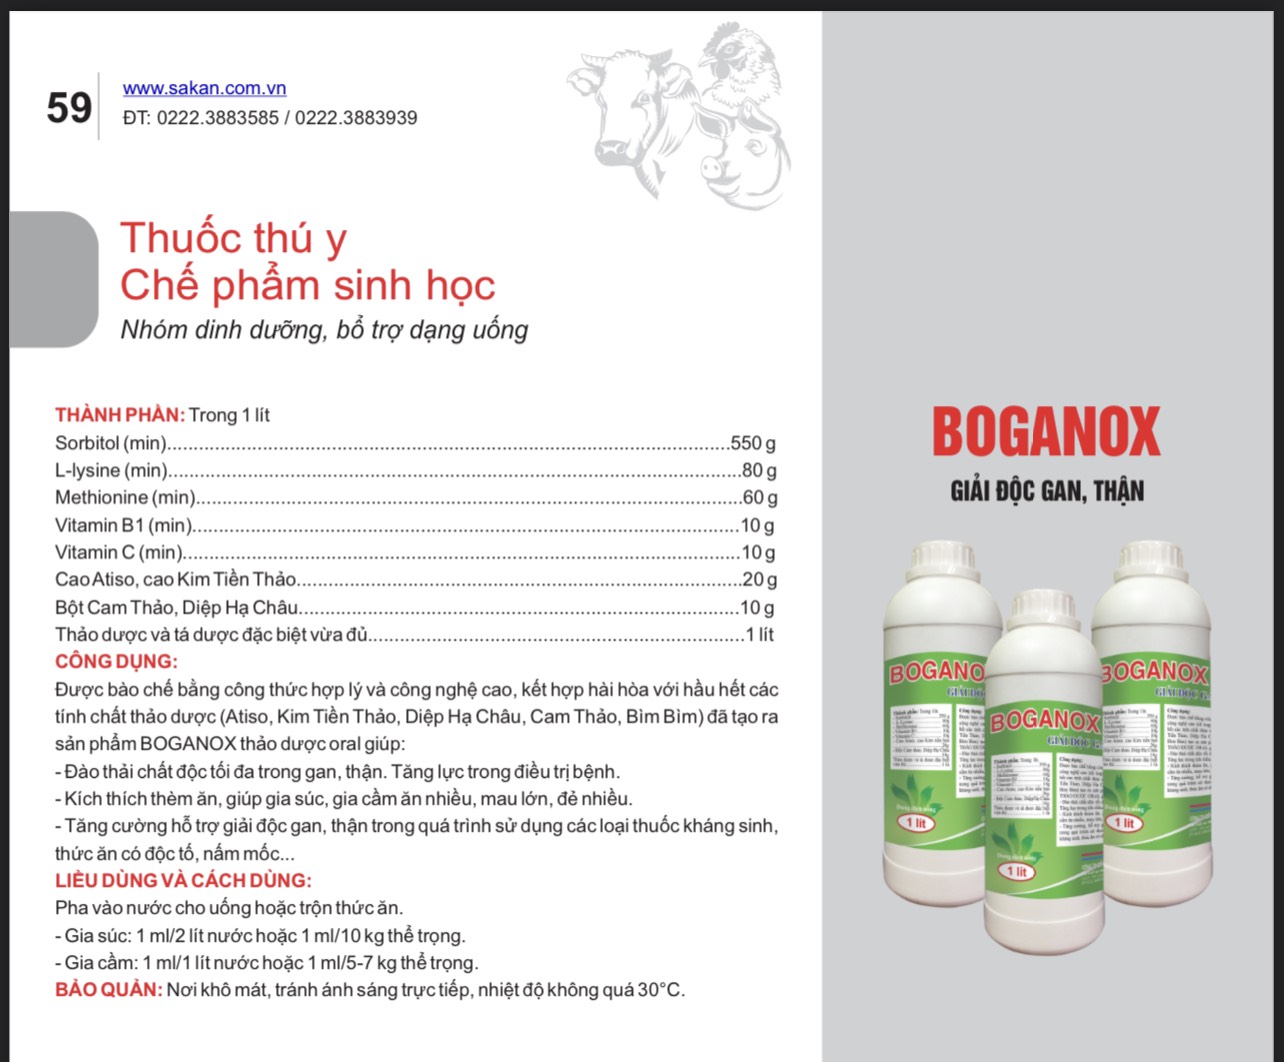 59
www.sakan.com.vn
ĐT: 0222.3883585 / 0222.3883939
Thuốc thú y
Chế phẩm sinh học
Nhóm dinh dưỡng, bổ trợ dạng uống
THÀNH PHẦN: Trong 1 lít
Sorbitol (min)....................550 g
L-lysine (min)....................80 g
Methionine (min)....................60 g
Vitamin B1 (min)....................10 g
Vitamin C (min)....................10 g
Cao Atiso, cao Kim Tiền Thảo....................20 g
Bột Cam Thảo, Diệp Hạ Châu....................10 g
Thảo dược và tá dược đặc biệt vừa đủ....................1 lít
CÔNG DỤNG:
Được bào chế bằng công thức hợp lý và công nghệ cao, kết hợp hài hòa với hầu hết các
tính chất thảo dược (Atiso, Kim Tiền Thảo, Diệp Hạ Châu, Cam Thảo, Bìm Bìm) đã tạo ra
sản phẩm BOGANOX thảo dược oral giúp:
- Đào thải chất độc tối đa trong gan, thận. Tăng lực trong điều trị bệnh.
- Kích thích thèm ăn, giúp gia súc, gia cầm ăn nhiều, mau lớn, đẻ nhiều.
- Tăng cường hỗ trợ giải độc gan, thận trong quá trình sử dụng các loại thuốc kháng sinh,
thức ăn có độc tố, nấm mốc...
LIỀU DÙNG VÀ CÁCH DÙNG:
Pha vào nước cho uống hoặc trộn thức ăn.
- Gia súc: 1 ml/2 lít nước hoặc 1 ml/10 kg thể trọng.
- Gia cầm: 1 ml/1 lít nước hoặc 1 ml/5-7 kg thể trọng.
BẢO QUẢN: Nơi khô mát, tránh ánh sáng trực tiếp, nhiệt độ không quá 30°C.
BOGANOX
GIẢI ĐỘC GAN, THẬN
BOGANOX
1 lít
BOGANOX
GIẢI ĐỘC
1 lít
BOGANOX
GIẢI ĐỘC
1 lít